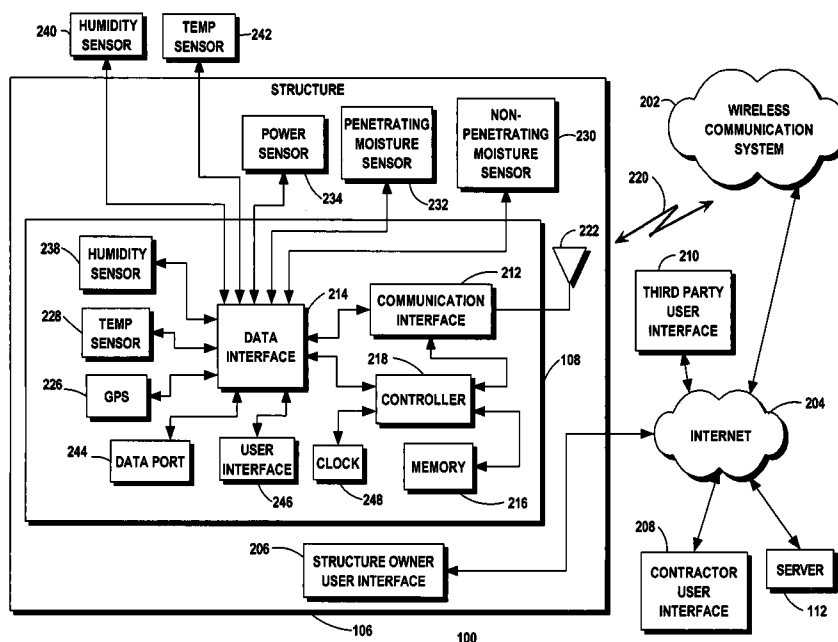 240
HUMIDITY
SENSOR
TEMP
SENSOR
242
STRUCTURE
POWER
SENSOR
234
PENETRATING
MOISTURE
SENSOR
232
NON-
PENETRATING
MOISTURE
SENSOR
230
202
WIRELESS
COMMUNICATION
SYSTEM
220
222
238
HUMIDITY
SENSOR
214
DATA
INTERFACE
212
COMMUNICATION
INTERFACE
210
THIRD PARTY
USER
INTERFACE
228
TEMP
SENSOR
218
CONTROLLER
108
226
GPS
204
INTERNET
244
DATA PORT
USER
INTERFACE
246
CLOCK
248
MEMORY
216
206
STRUCTURE OWNER
USER INTERFACE
208
CONTRACTOR
USER
INTERFACE
SERVER
112
106
100